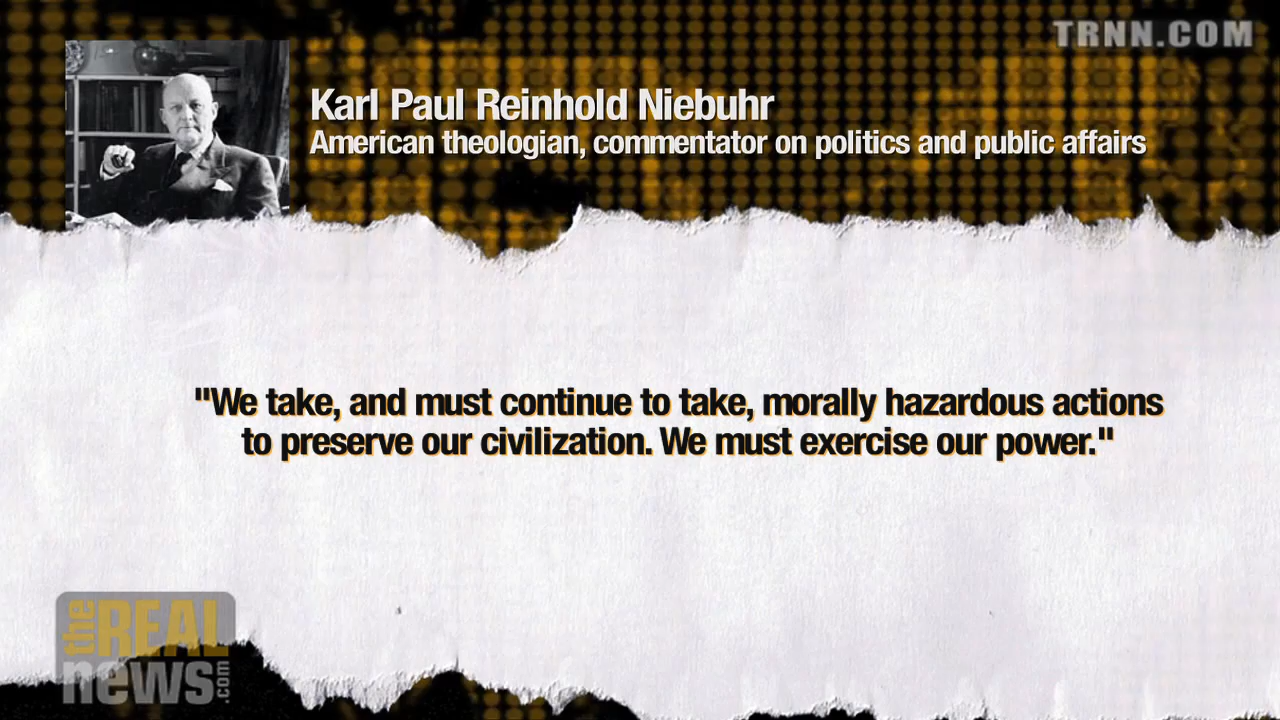 TRNN.COM
Karl Paul Reinhold Niebuhr
American theologian, commentator on politics and public affairs
"We take, and must continue to take, morally hazardous actions
to preserve our civilization. We must exercise our power."
the REAL
news.com